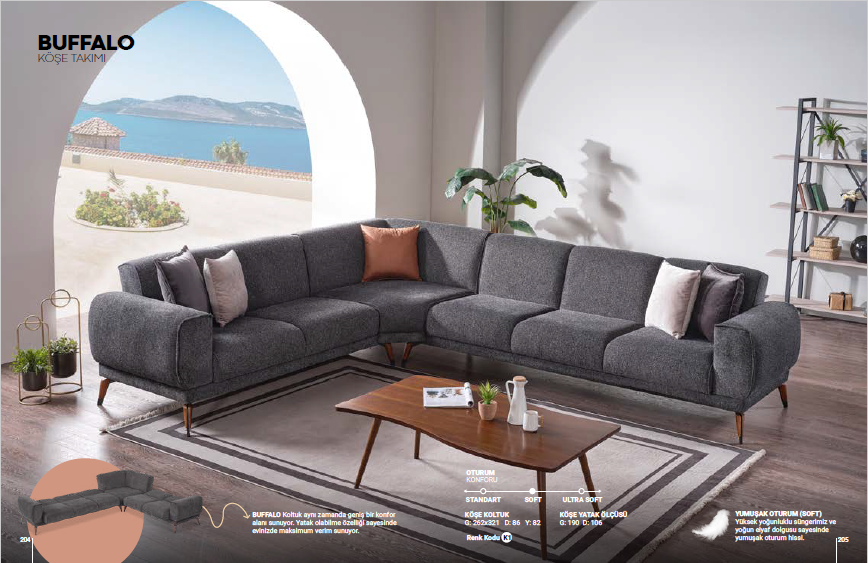 BUFFALO
KÖŞE TAKIMI
OTURUM
KONFORU
STANDART SOFT ULTRA SOFT
KÖŞE KOLTUK
G: 262x321 D: 86 Y: 82
KÖŞE YATAK ÖLÇÜSÜ
G: 190 D: 106
Renk Kodu K1
BUFFALO Koltuk aynı zamanda geniş bir konfor
alanı sunuyor. Yatak olabilme özelliği sayesinde
evinizde maksimum verim sunuyor.
YUMUŞAK OTURUM (SOFT)
Yüksek yoğunluklu süngerimiz ve
yoğun elyaf dolgusu sayesinde
yumuşak oturum hissi.
204
205